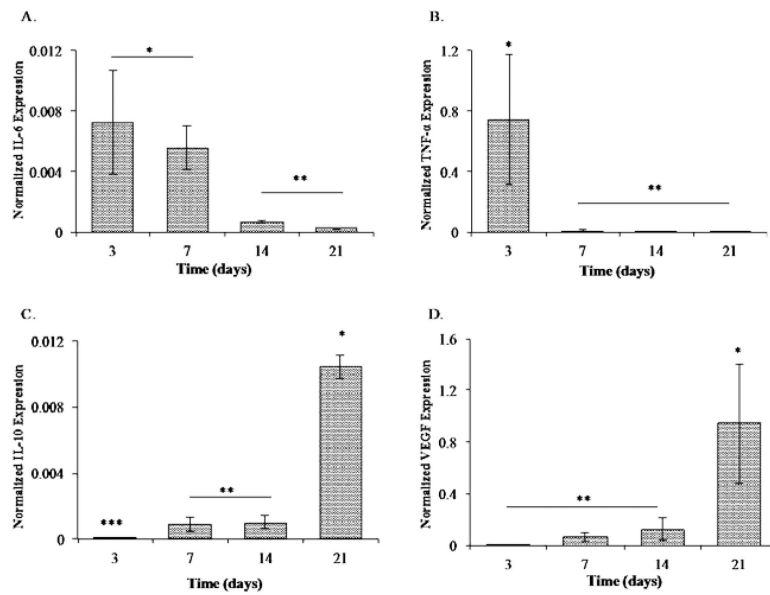 A.
Normalized IL-6 Expression
0.012
0.008
0.004
0
*
**
3 7 14 21
Time (days)
B.
Normalized TNF-α Expression
1.2
0.8
0.4
0
*
**
3 7 14 21
Time (days)
C.
Normalized IL-10 Expression
0.012
0.008
0.004
0
***
**
*
3 7 14 21
Time (days)
D.
Normalized VEGF Expression
1.6
1.2
0.8
0.4
0
**
*
3 7 14 21
Time (days)